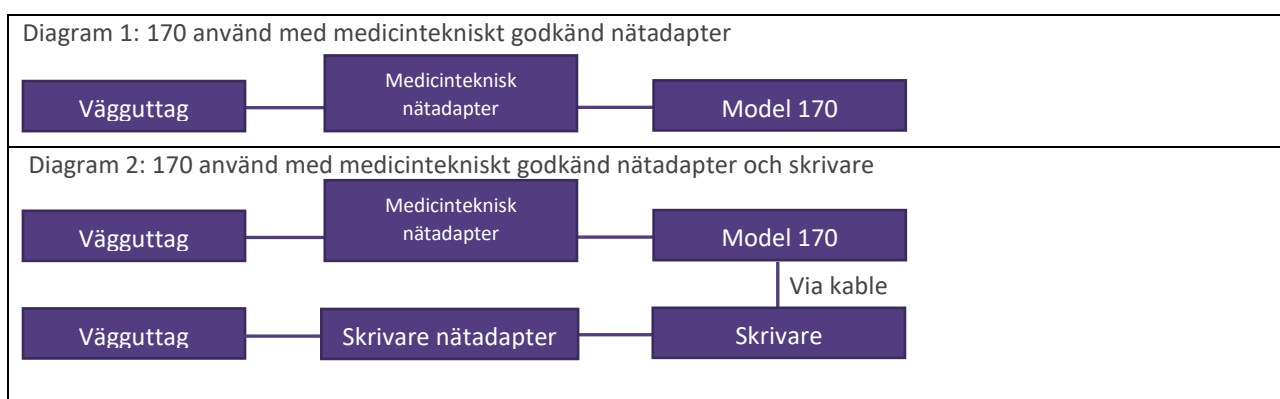 Diagram 1: 170 använd med medicintekniskt godkänd nätadapter
Vägguttag
Medicinteknisk
nätadapter
Model 170
Diagram 2: 170 använd med medicintekniskt godkänd nätadapter och skrivare
Vägguttag
Medicinteknisk
nätadapter
Model 170
Via kable
Vägguttag
Skrivare nätadapter
Skrivare